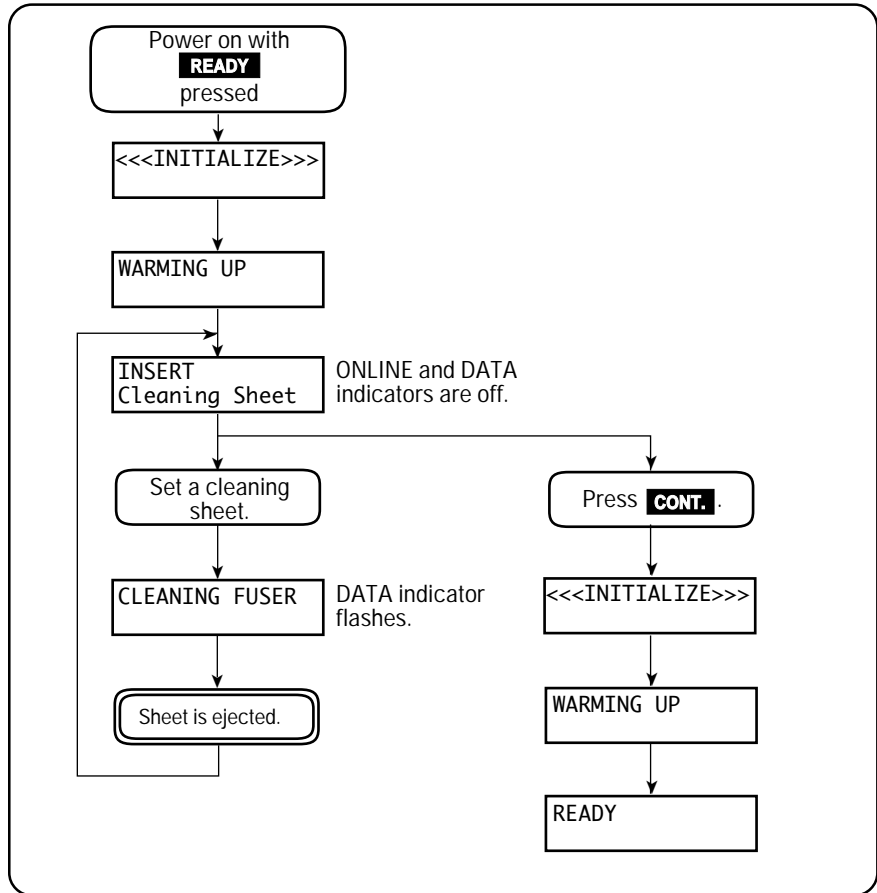 Power on with
READY
pressed
<<<INITIALIZE>>>
WARMING UP
INSERT
Cleaning Sheet
ONLINE and DATA
indicators are off.
Set a cleaning
sheet.
CLEANING FUSER
DATA indicator
flashes.
Sheet is ejected.
Press CONT. .
<<<INITIALIZE>>>
WARMING UP
READY